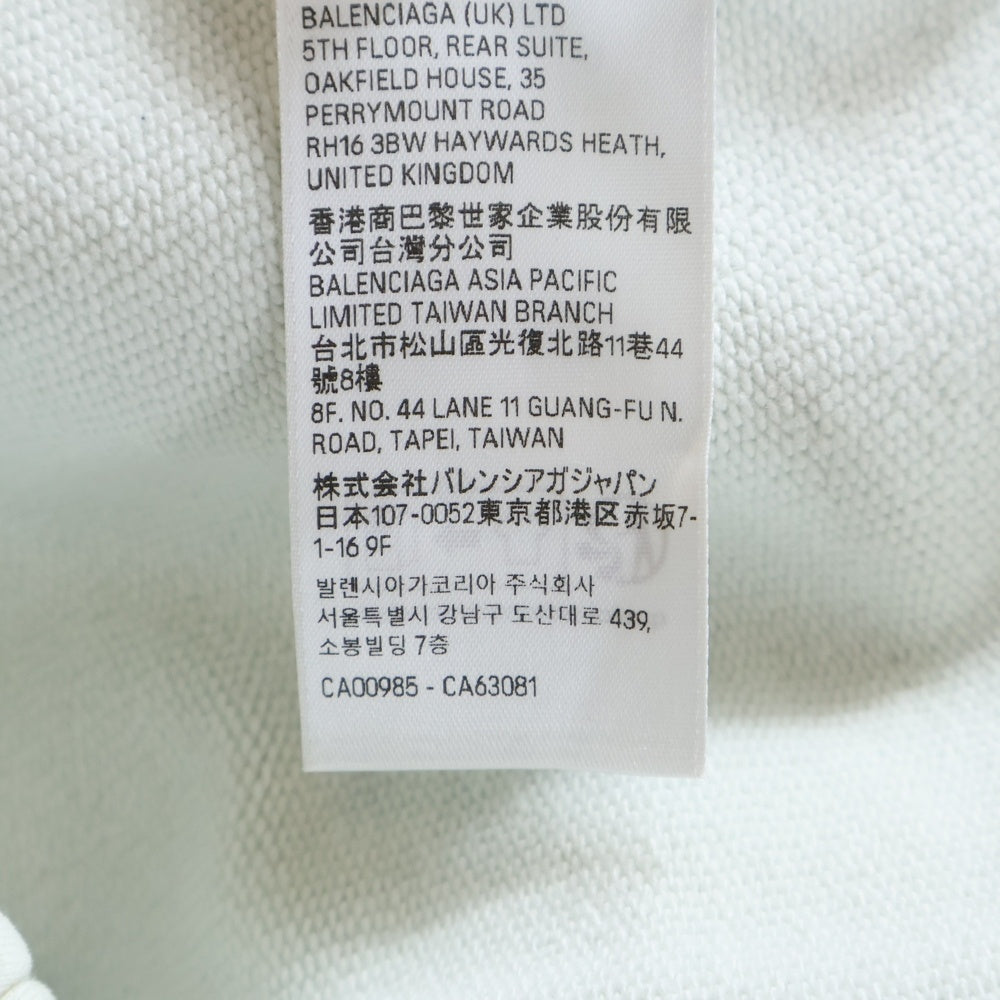 BALENCIAGA (UK) LTD
5TH FLOOR, REAR SUITE,
OAKFIELD HOUSE, 35
PERRYMOUNT ROAD
RH16 3BW HAYWARDS HEATH,
UNITED KINGDOM
香港商巴黎世家企業股份有限
公司台灣分公司
BALENCIAGA ASIA PACIFIC
LIMITED TAIWAN BRANCH
台北市松山區光復北路11巷44
號8樓
8F. NO. 44 LANE 11 GUANG-FU N.
ROAD, TAPEI, TAIWAN
株式会社バレンシアガジャパン
日本107-0052東京都港区赤坂7-
1-16 9F
발렌시아가코리아 주식회사
서울특별시 강남구 도산대로 439,
소봉빌딩 7층
CA00985 - CA63081